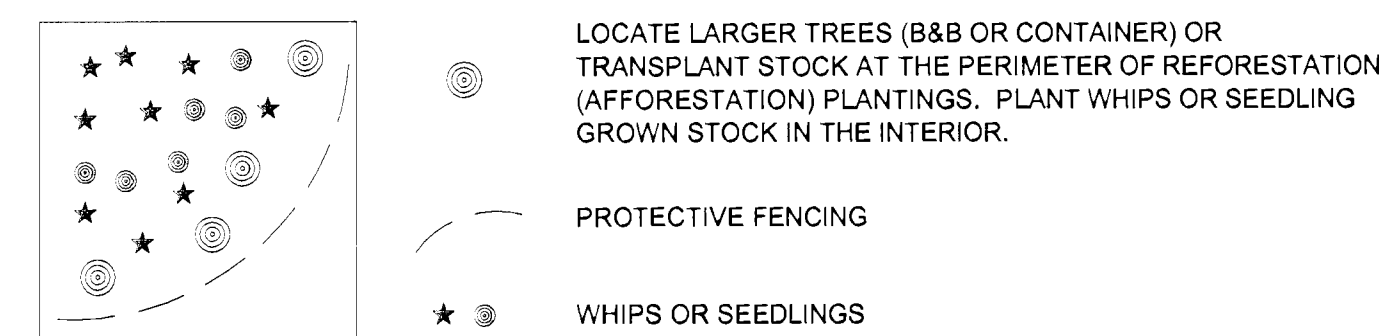 LOCATE LARGER TREES (B&B OR CONTAINER) OR
TRANSPLANT STOCK AT THE PERIMETER OF REFORESTATION
(AFFORESTATION) PLANTINGS. PLANT WHIPS OR SEEDLING
GROWN STOCK IN THE INTERIOR.
PROTECTIVE FENCING
WHIPS OR SEEDLINGS